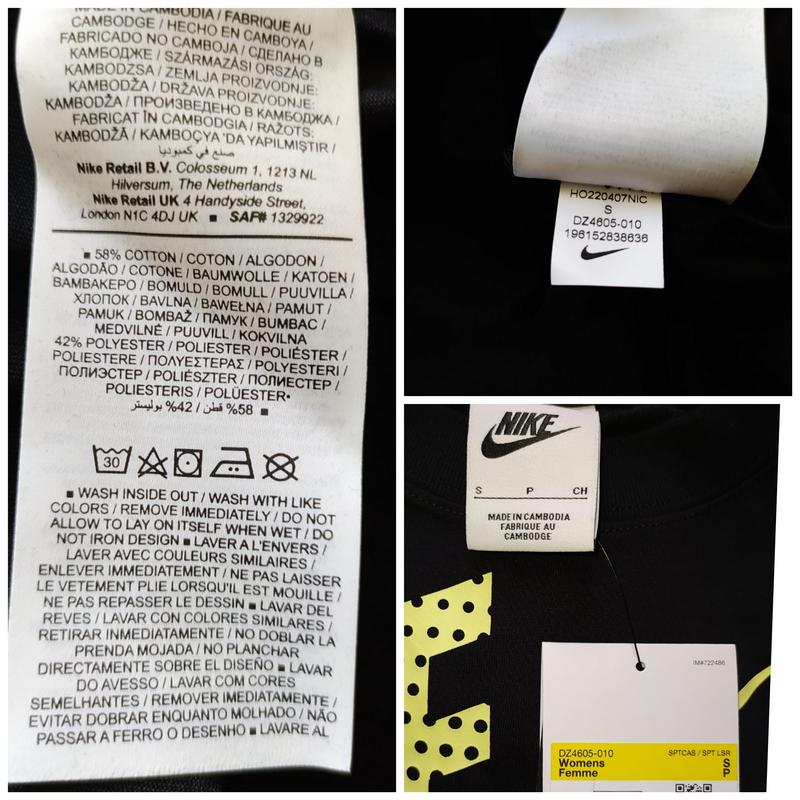 MADE IN CAMBODIA / FABRIQUE AU
CAMBODGE / HECHO EN CAMBOYA /
FABRICADO NO CAMBOJA / СДЕЛАНО В
КАМБОДЖЕ / SZÁRMAZÁSI ORSZÁG:
KAMBODZSA / ZEMLJA PROIZVODNJE:
KAMBODŽA / DRŽAVA PROIZVODNJE:
KAMBODŽA / ПРОИЗВЕДЕНО В КАМБОДЖА /
FABRICAT ÎN CAMBODGIA / RAŽOTS:
KAMBODŽĀ / KAMBOÇYA 'DA YAPILMIŞTIR /
صنع في كمبوديا
Nike Retail B.V. Colosseum 1, 1213 NL
Hilversum, The Netherlands
Nike Retail UK 4 Handyside Street,
London N1C 4DJ UK ■ SAF# 1329922
■ 58% COTTON / COTON / ALGODON /
ALGODÃO / COTONE / BAUMWOLLE / KATOEN /
ΒΑΜΒΑΚΕΡΟ / BOMULD / BOMULL / PUUVILLA /
ХЛОПОК / BAVLNA / BAWEŁNA / PAMUT /
PAMUK / BOMBAŽ / ПАМУК / BUMBAC /
MEDVILNĖ / PUUVILL / KOKVILNA
42% POLYESTER / POLIESTER / POLIÉSTER /
POLIESTERE / ΠΟΛΥΕΣΤΕΡΑΣ / POLYESTERI /
ПОЛИЭСТЕР / POLIÉSZTER / ПОЛИЕСТЕР /
POLIESTERIS / POLÜESTER•
58% قطن / 42% بوليستر ■
30
■ WASH INSIDE OUT / WASH WITH LIKE
COLORS / REMOVE IMMEDIATELY / DO NOT
ALLOW TO LAY ON ITSELF WHEN WET / DO
NOT IRON DESIGN ■ LAVER A L'ENVERS /
LAVER AVEC COULEURS SIMILAIRES /
ENLEVER IMMEDIATEMENT / NE PAS LAISSER
LE VETEMENT PLIE LORSQU'IL EST MOUILLE /
NE PAS REPASSER LE DESSIN ■ LAVAR DEL
REVES / LAVAR CON COLORES SIMILARES /
RETIRAR INMEDIATAMENTE / NO DOBLAR LA
PRENDA MOJADA / NO PLANCHAR
DIRECTAMENTE SOBRE EL DISEÑO ■ LAVAR
DO AVESSO / LAVAR COM CORES
SEMELHANTES / REMOVER IMEDIATAMENTE /
EVITAR DOBRAR ENQUANTO MOLHADO / NÃO
PASSAR A FERRO O DESENHO ■ LAVARE AL
HO220407NIC
S
DZ4605-010
196152838636
NIKE
S P CH
MADE IN CAMBODIA
FABRIQUE AU
CAMBODGE
IM#722486
DZ4605-010 SPTCAS / SPT LSR
Womens S
Femme P